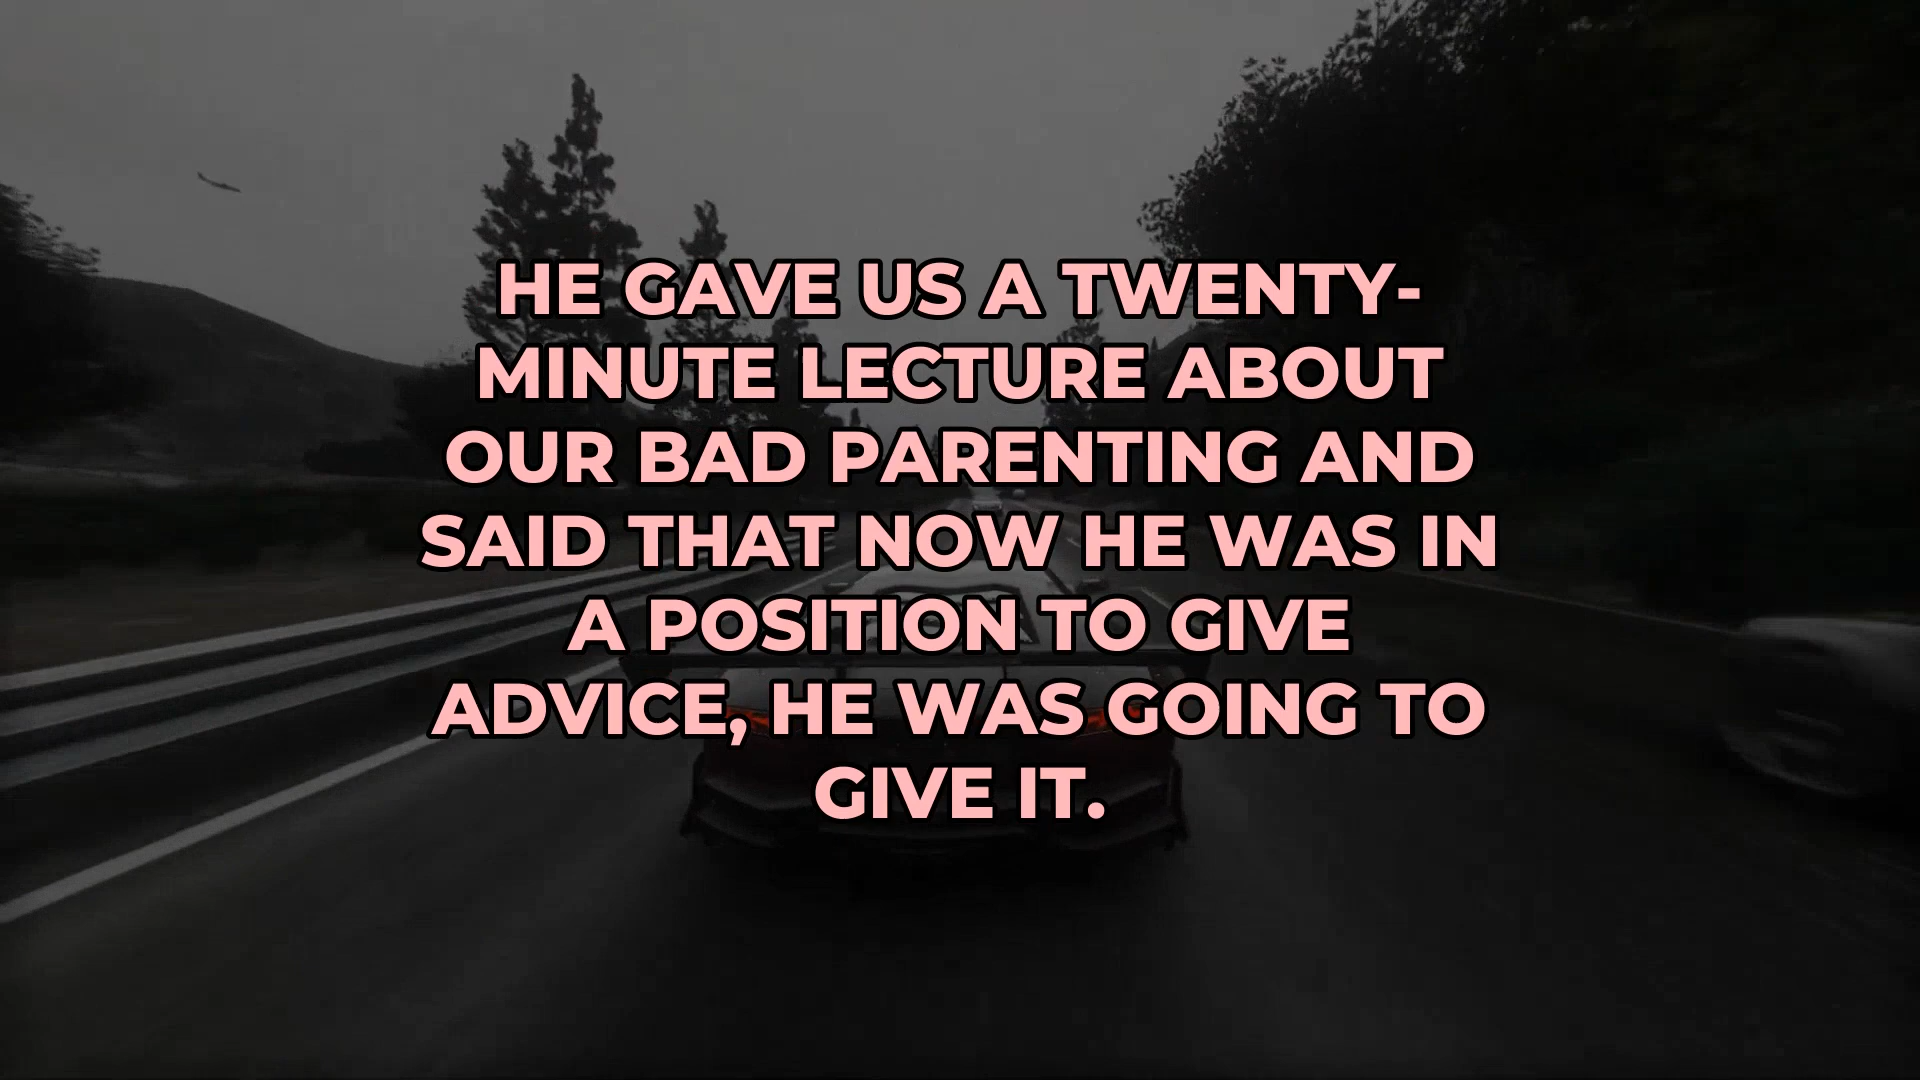 HE GAVE US A TWENTY-
MINUTE LECTURE ABOUT
OUR BAD PARENTING AND
SAID THAT NOW HE WAS IN
A POSITION TO GIVE
ADVICE, HE WAS GOING TO
GIVE IT.